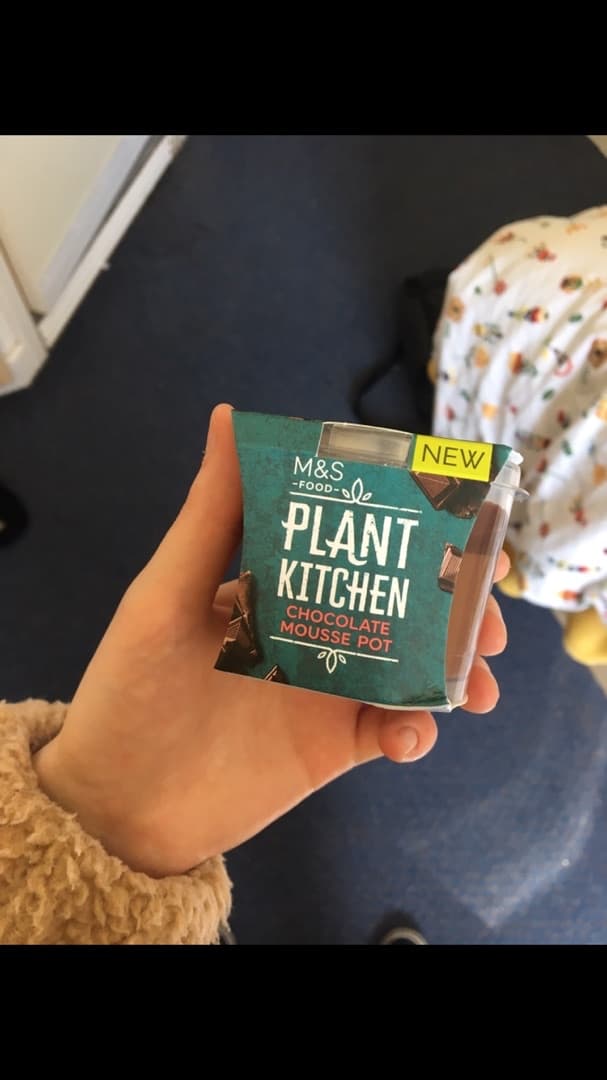 NEW
M&S
-FOOD-
PLANT
KITCHEN
CHOCOLATE
MOUSSE POT